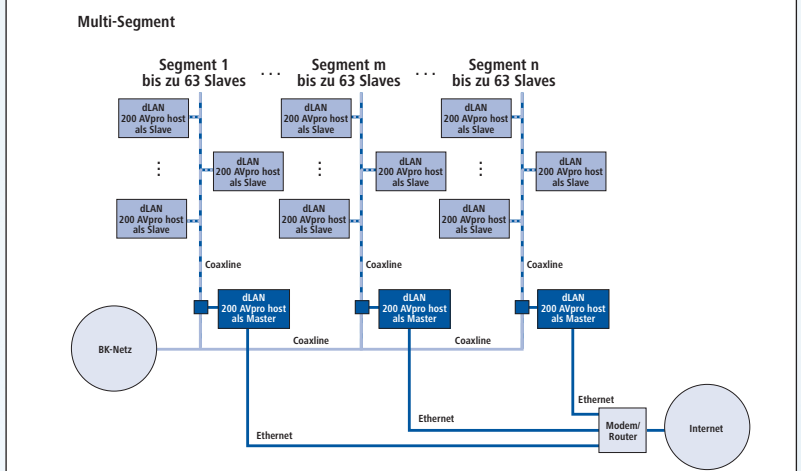 Multi-Segment
Segment 1
bis zu 63 Slaves
...
Segment m
bis zu 63 Slaves
...
Segment n
bis zu 63 Slaves
dLAN
200 AVpro host
als Slave
dLAN
200 AVpro host
als Slave
dLAN
200 AVpro host
als Slave
dLAN
200 AVpro host
als Slave
dLAN
200 AVpro host
als Slave
dLAN
200 AVpro host
als Slave
dLAN
200 AVpro host
als Slave
dLAN
200 AVpro host
als Slave
dLAN
200 AVpro host
als Slave
Coaxline
Coaxline
Coaxline
dLAN
200 AVpro host
als Master
dLAN
200 AVpro host
als Master
dLAN
200 AVpro host
als Master
BK-Netz
Coaxline
Coaxline
Ethernet
Ethernet
Ethernet
Modem/
Router
Internet